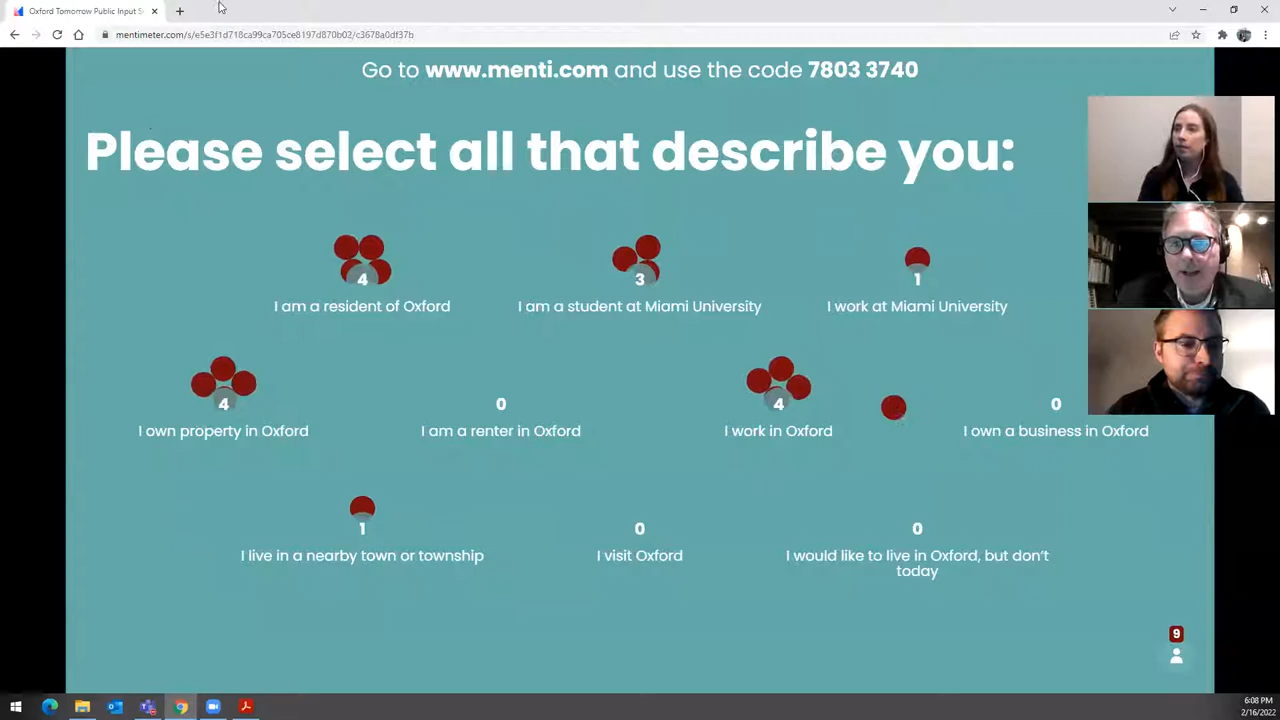 Oxford Tomorrow Public Input S
mentimeter.com/s/e5e3f1d718ca99ca705ce8197d870b02/c3678a0df37b
Go to www.menti.com and use the code 7803 3740
Please select all that describe you:
4
I am a resident of Oxford
3
I am a student at Miami University
1
I work at Miami University
4
I own property in Oxford
0
I am a renter in Oxford
4
I work in Oxford
0
I own a business in Oxford
1
I live in a nearby town or township
0
I visit Oxford
0
I would like to live in Oxford, but don't
today
9
6:08 PM
2/16/2022